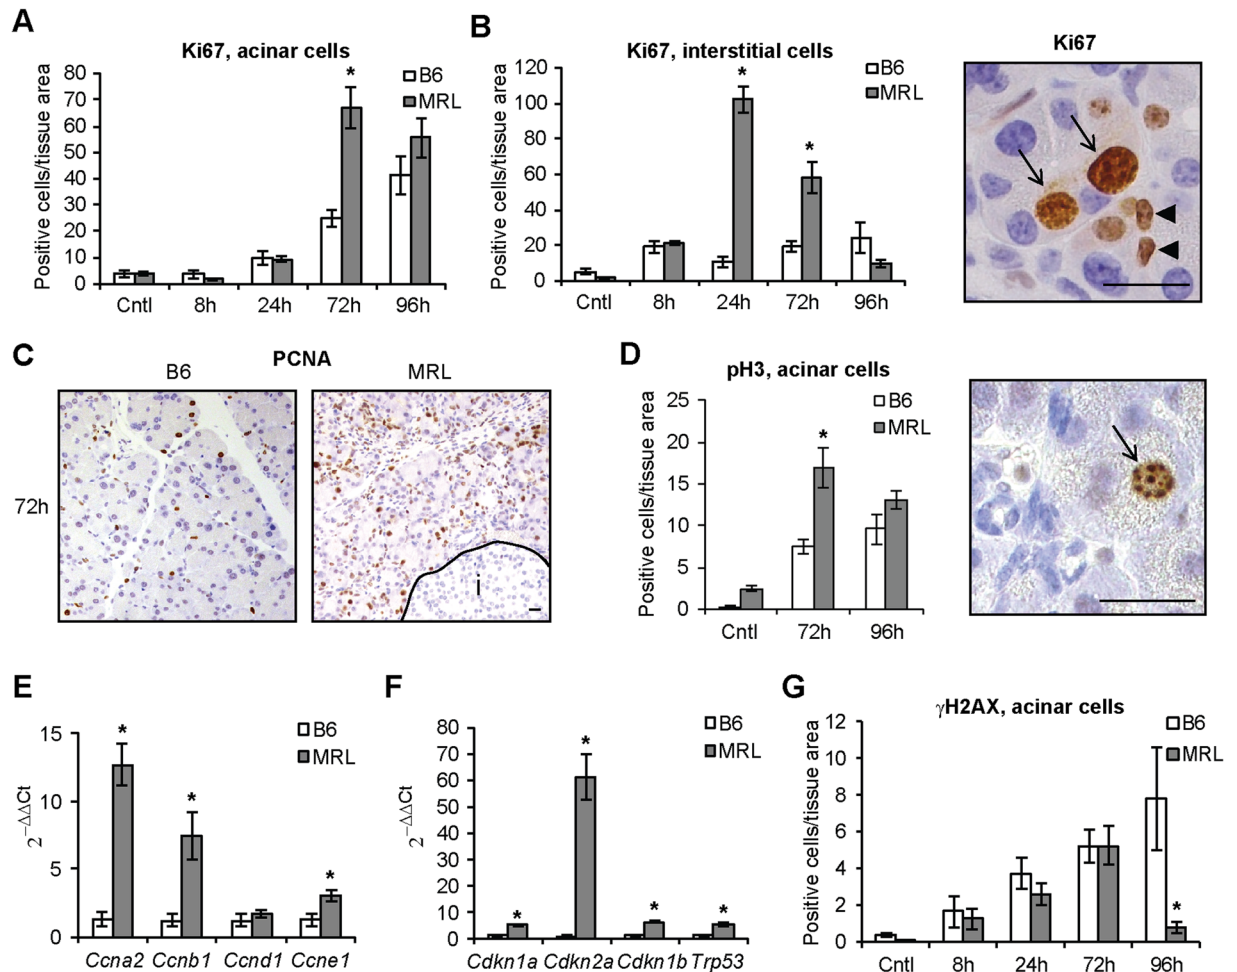 A
Ki67, acinar cells
Positive cells/tissue area
80
70
60
50
40
30
20
10
0
*
B6
MRL
Cntl 8h 24h 72h 96h
B
Ki67, interstitial cells
Positive cells/tissue area
120
100
80
60
40
20
0
*
*
B6
MRL
Cntl 8h 24h 72h 96h
Ki67
C
PCNA
B6 MRL
72h
i
D
pH3, acinar cells
Positive cells/tissue area
25
20
15
10
5
0
*
B6
MRL
Cntl 72h 96h
E
2−ΔΔCt
15
10
5
0
*
*
*
B6
MRL
Ccna2 Ccnb1 Ccnd1 Ccne1
F
2−ΔΔCt
80
70
60
50
40
30
20
10
0
*
*
*
*
B6
MRL
Cdkn1a Cdkn2a Cdkn1b Trp53
G
γH2AX, acinar cells
Positive cells/tissue area
12
10
8
6
4
2
0
*
B6
MRL
Cntl 8h 24h 72h 96h